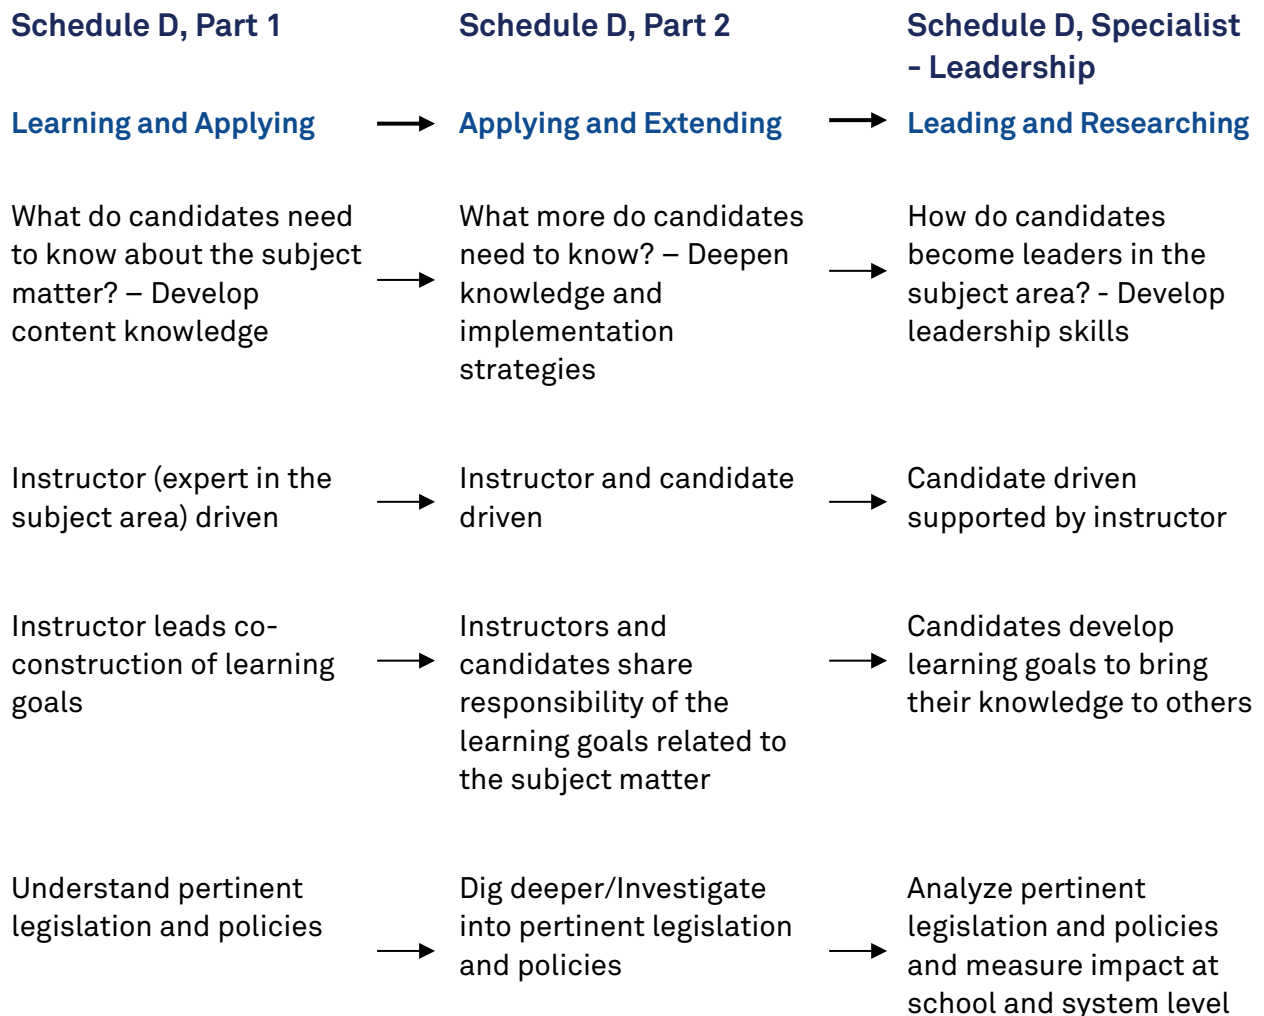 Schedule D, Part 1
Schedule D, Part 2
Schedule D, Specialist
- Leadership
Learning and Applying
Applying and Extending
Leading and Researching
What do candidates need
to know about the subject
matter? – Develop
content knowledge
What more do candidates
need to know? – Deepen
knowledge and
implementation
strategies
How do candidates
become leaders in the
subject area? - Develop
leadership skills
Instructor (expert in the
subject area) driven
Instructor and candidate
driven
Candidate driven
supported by instructor
Instructor leads co-
construction of learning
goals
Instructors and
candidates share
responsibility of the
learning goals related to
the subject matter
Candidates develop
learning goals to bring
their knowledge to others
Understand pertinent
legislation and policies
Dig deeper/Investigate
into pertinent legislation
and policies
Analyze pertinent
legislation and policies
and measure impact at
school and system level